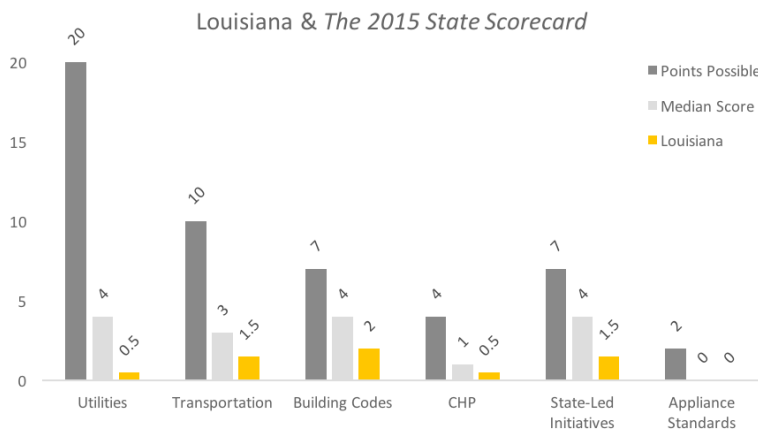 Louisiana & The 2015 State Scorecard
20
15
10
5
0
20
4
0.5
10
3
1.5
7
4
2
4
1
0.5
7
4
1.5
2
0
0
Points Possible
Median Score
Louisiana
Utilities
Transportation
Building Codes
CHP
State-Led
Initiatives
Appliance
Standards